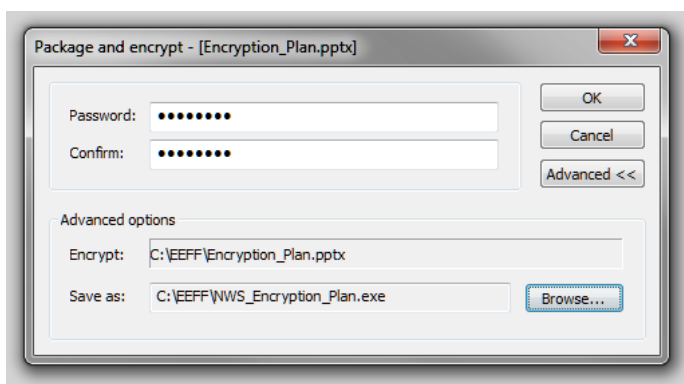 Package and encrypt - [Encryption_Plan.pptx]
Password: ••••••••
OK
Confirm: ••••••••
Cancel
Advanced <<
Advanced options
Encrypt: C:\EEFF\Encryption_Plan.pptx
Save as: C:\EEFF\NWS_Encryption_Plan.exe
Browse...